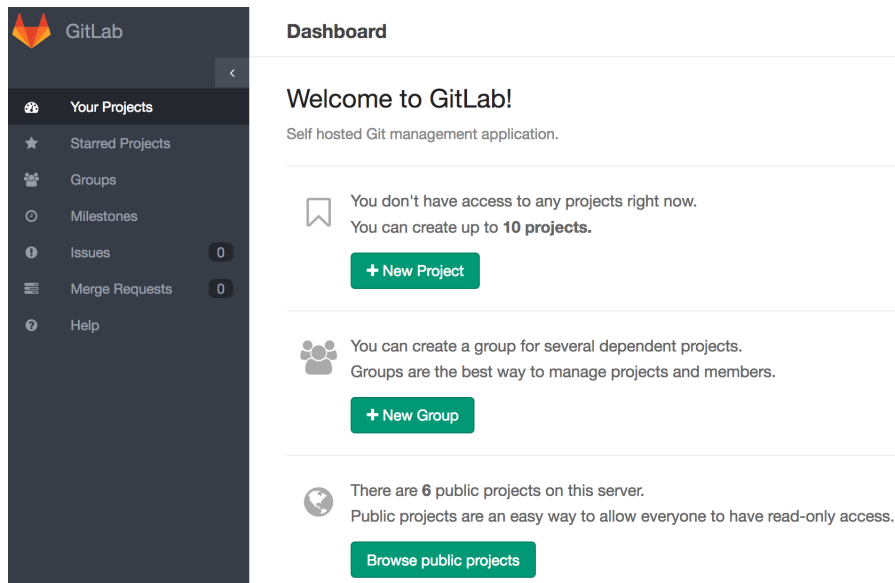 GitLab
Dashboard
Your Projects
Starred Projects
Groups
Milestones
Issues 0
Merge Requests 0
Help
Welcome to GitLab!
Self hosted Git management application.
You don't have access to any projects right now.
You can create up to 10 projects.
+ New Project
You can create a group for several dependent projects.
Groups are the best way to manage projects and members.
+ New Group
There are 6 public projects on this server.
Public projects are an easy way to allow everyone to have read-only access.
Browse public projects